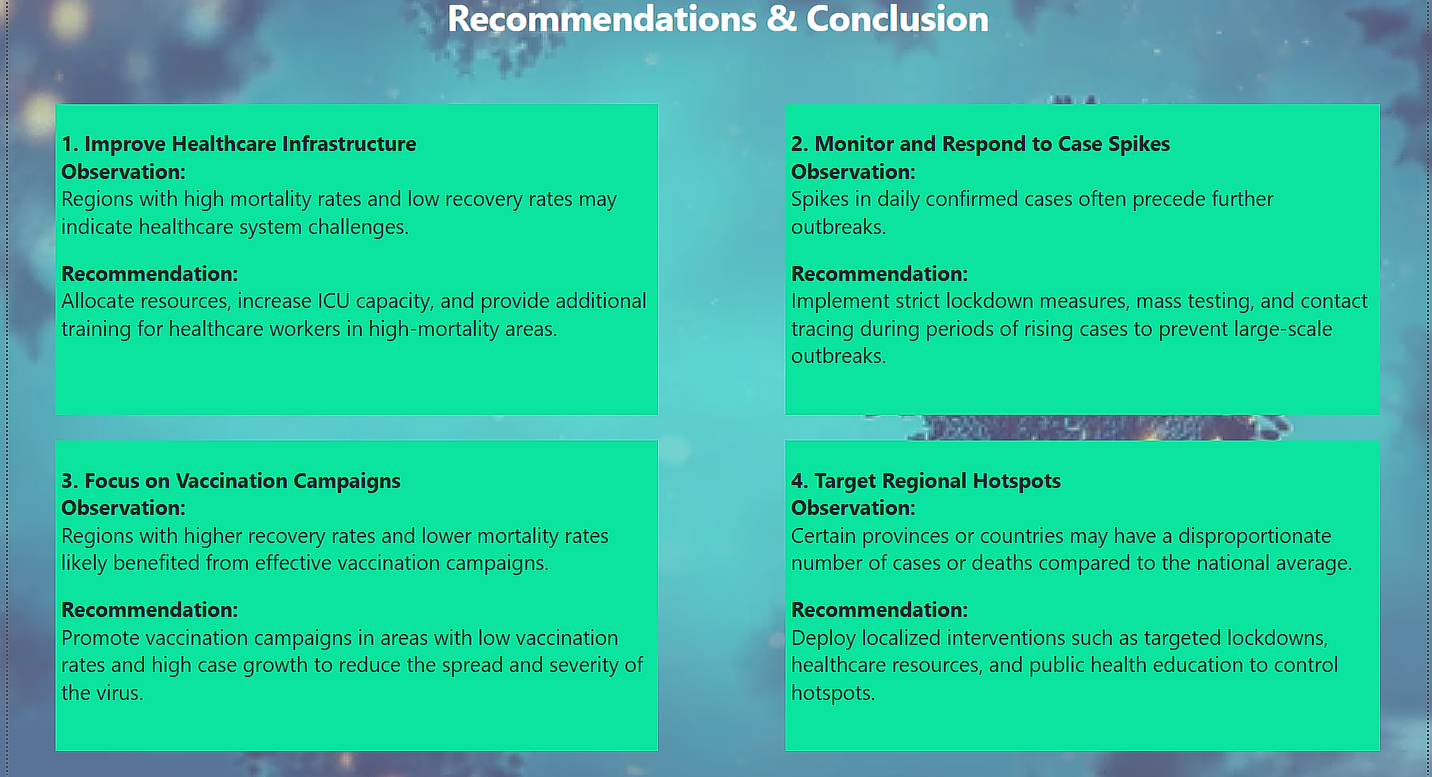 Recommendations & Conclusion
1. Improve Healthcare Infrastructure
Observation:
Regions with high mortality rates and low recovery rates may
indicate healthcare system challenges.
Recommendation:
Allocate resources, increase ICU capacity, and provide additional
training for healthcare workers in high-mortality areas.
2. Monitor and Respond to Case Spikes
Observation:
Spikes in daily confirmed cases often precede further
outbreaks.
Recommendation:
Implement strict lockdown measures, mass testing, and contact
tracing during periods of rising cases to prevent large-scale
outbreaks.
3. Focus on Vaccination Campaigns
Observation:
Regions with higher recovery rates and lower mortality rates
likely benefited from effective vaccination campaigns.
Recommendation:
Promote vaccination campaigns in areas with low vaccination
rates and high case growth to reduce the spread and severity of
the virus.
4. Target Regional Hotspots
Observation:
Certain provinces or countries may have a disproportionate
number of cases or deaths compared to the national average.
Recommendation:
Deploy localized interventions such as targeted lockdowns,
healthcare resources, and public health education to control
hotspots.